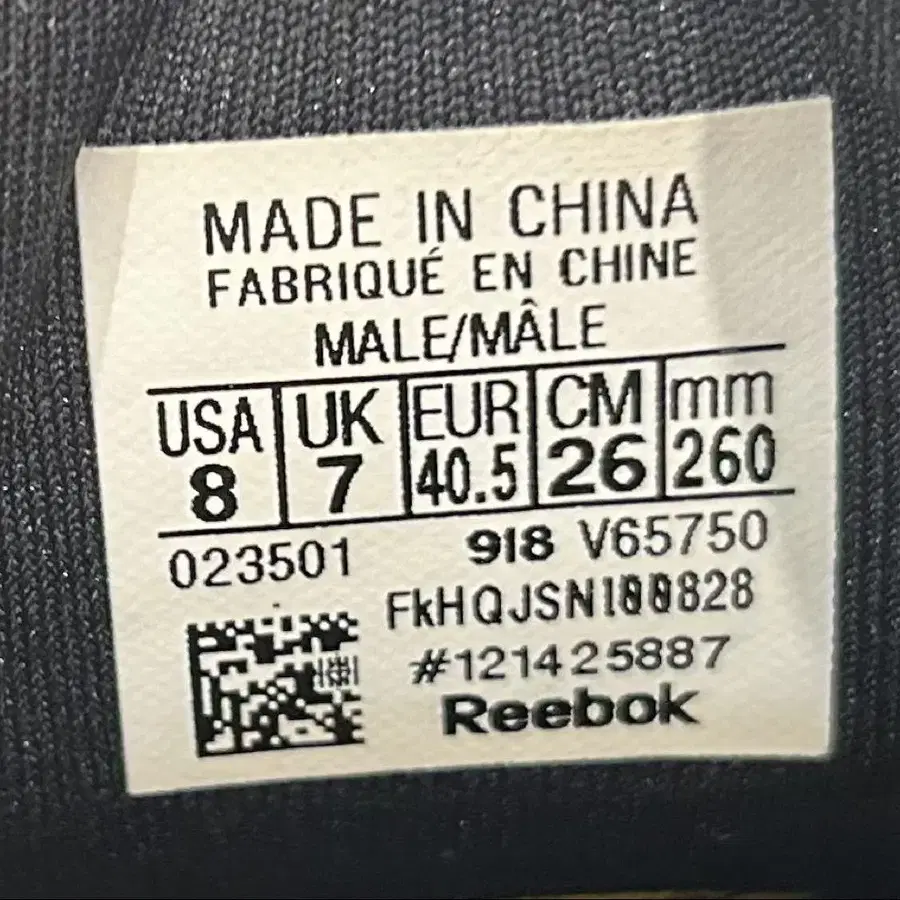 MADE IN CHINA
FABRIQUÉ EN CHINE
MALE/MÂLE
USA UK EUR CM mm
8 7 40.5 26 260
023501 918 V65750
#121425887
Reebok